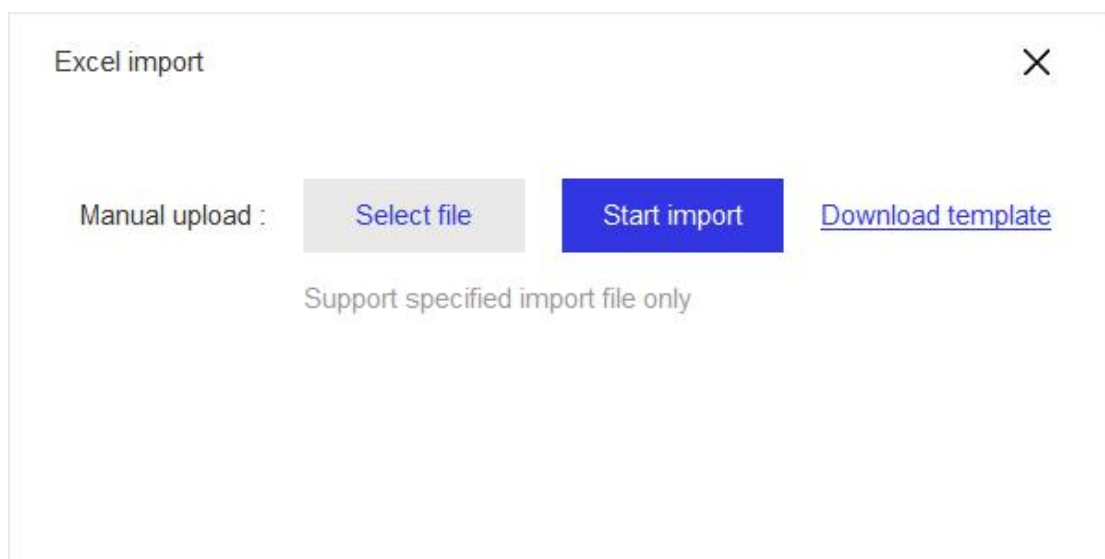 Excel import
Manual upload : Select file Start import Download template
Support specified import file only